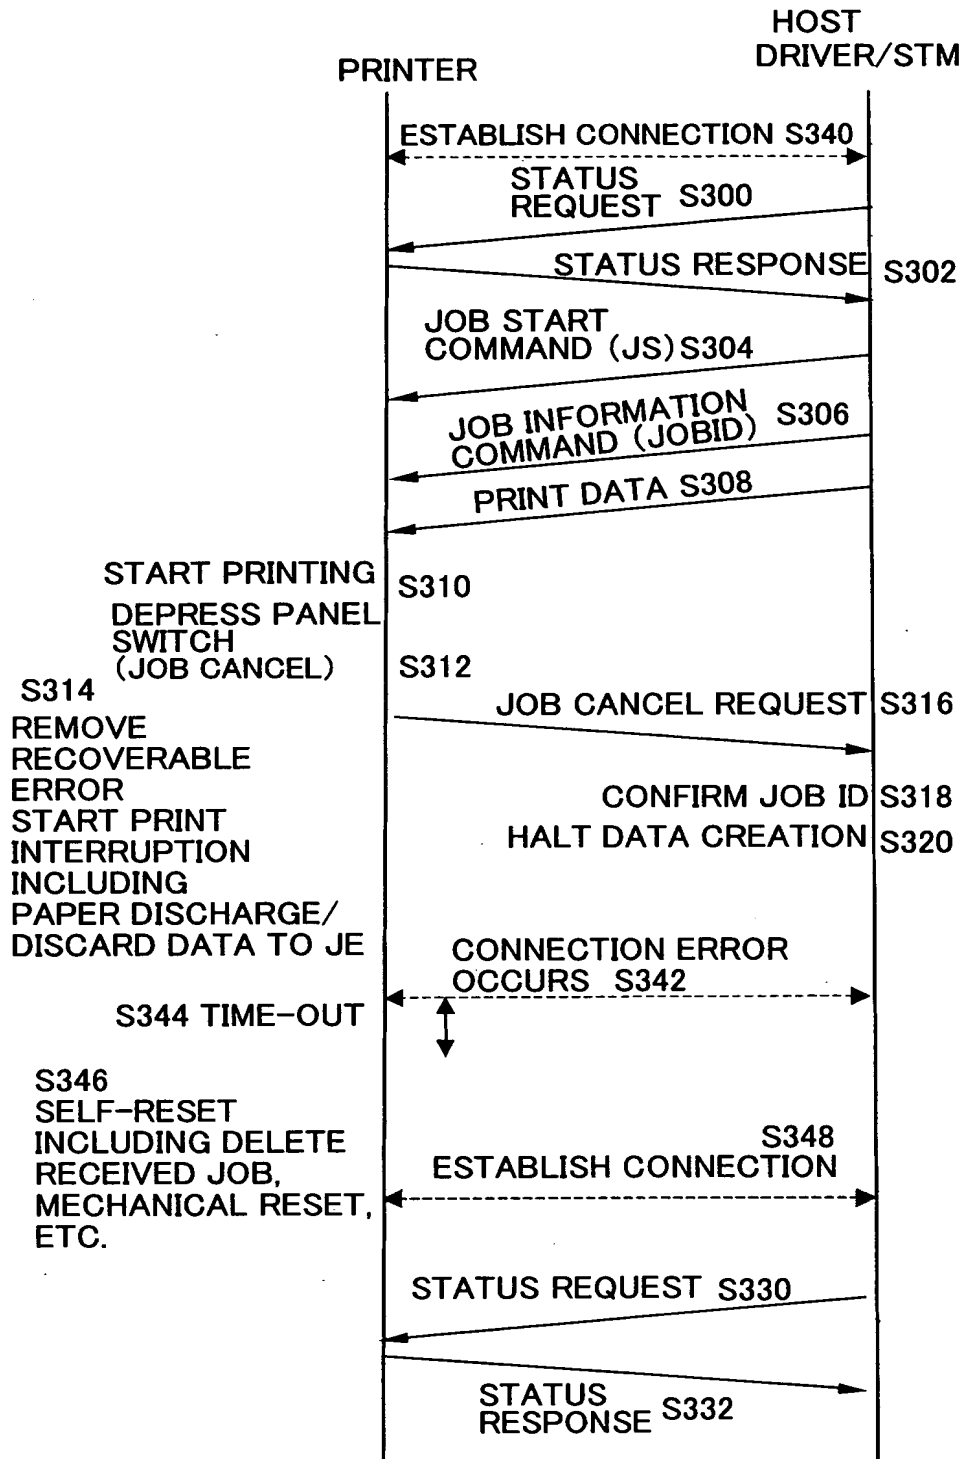 HOST
DRIVER/STM
PRINTER
ESTABLISH CONNECTION S340
STATUS
REQUEST S300
STATUS RESPONSE S302
JOB START
COMMAND (JS) S304
JOB INFORMATION
COMMAND (JOBID) S306
PRINT DATA S308
START PRINTING S310
DEPRESS PANEL
SWITCH
(JOB CANCEL) S312
S314
REMOVE
RECOVERABLE
ERROR
START PRINT
INTERRUPTION
INCLUDING
PAPER DISCHARGE/
DISCARD DATA TO JE
JOB CANCEL REQUEST S316
CONFIRM JOB ID S318
HALT DATA CREATION S320
CONNECTION ERROR
OCCURS S342
S344 TIME-OUT
S346
SELF-RESET
INCLUDING DELETE
RECEIVED JOB,
MECHANICAL RESET,
ETC.
S348
ESTABLISH CONNECTION
STATUS REQUEST S330
STATUS
RESPONSE S332